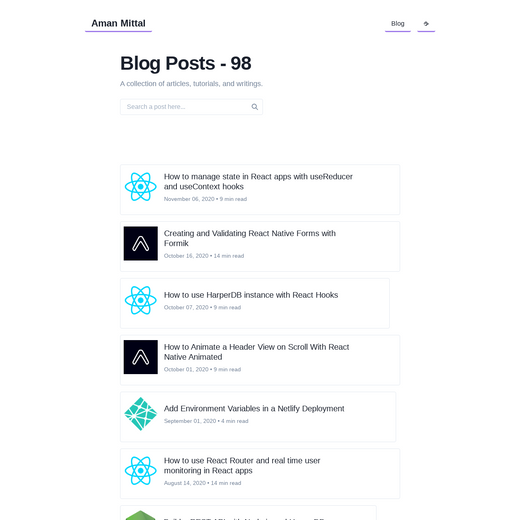 Aman Mittal
Blog
Blog Posts - 98
A collection of articles, tutorials, and writings.
Search a post here...
How to manage state in React apps with useReducer
and useContext hooks
November 06, 2020 • 9 min read
Creating and Validating React Native Forms with
Formik
October 16, 2020 • 14 min read
How to use HarperDB instance with React Hooks
October 07, 2020 • 9 min read
How to Animate a Header View on Scroll With React
Native Animated
October 01, 2020 • 9 min read
Add Environment Variables in a Netlify Deployment
September 01, 2020 • 4 min read
How to use React Router and real time user
monitoring in React apps
August 14, 2020 • 14 min read